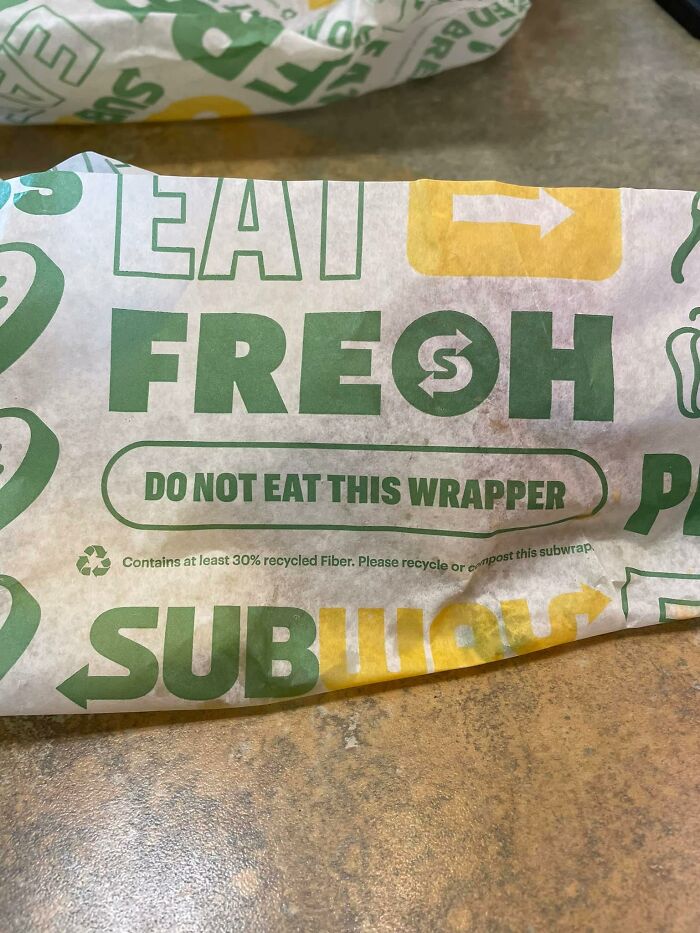 EAT
FRESH
DO NOT EAT THIS WRAPPER
Contains at least 30% recycled Fiber. Please recycle or compost this subwrap.
SUBWAY